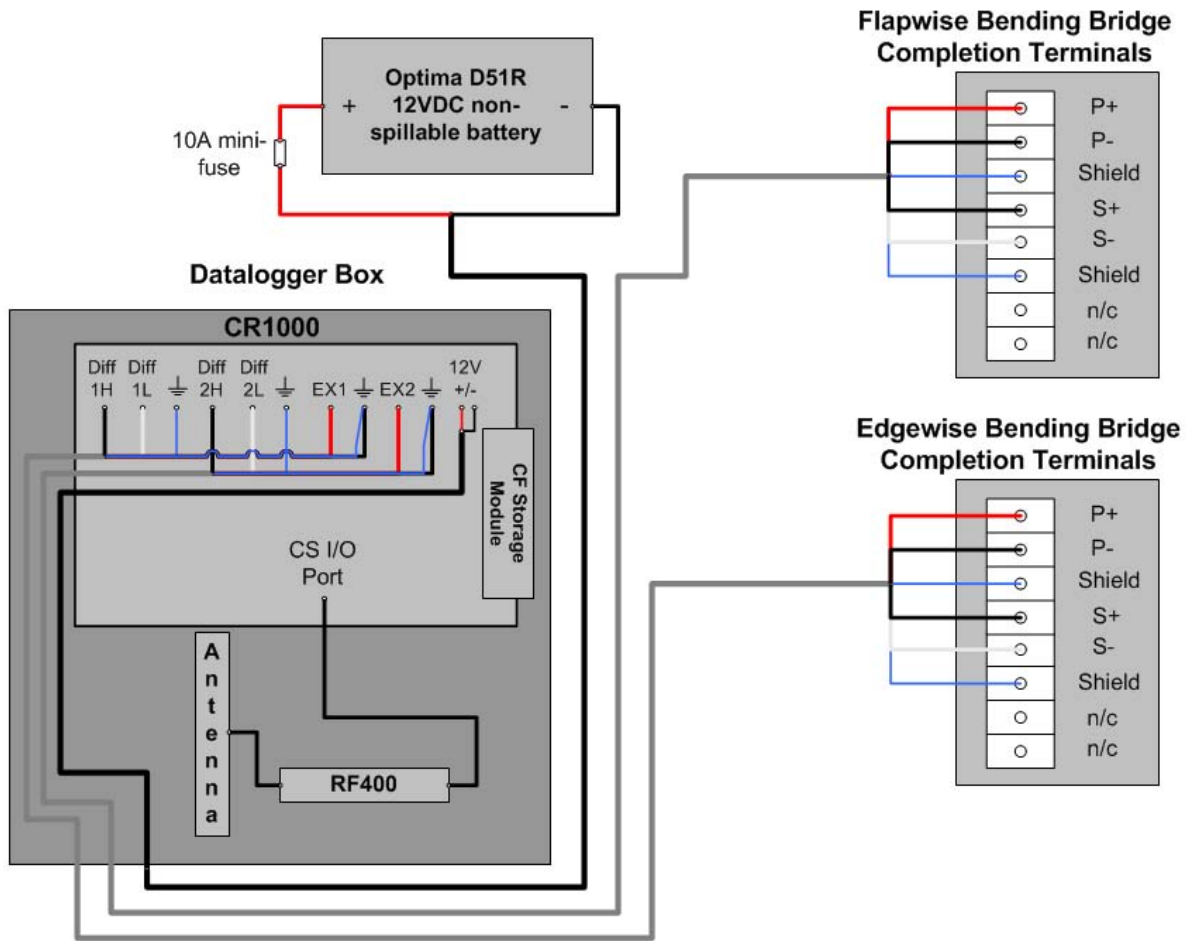 Flapwise Bending Bridge
Completion Terminals
Optima D51R
12VDC non-
spillable battery
+
-
10A mini-
fuse
P+
P-
Shield
S+
S-
Shield
n/c
n/c
Datalogger Box
CR1000
Diff Diff Diff Diff 12V
1H 1L 2H 2L EX1 EX2 +/-
CF Storage
Module
CS I/O
Port
Antenna
RF400
Edgewise Bending Bridge
Completion Terminals
P+
P-
Shield
S+
S-
Shield
n/c
n/c